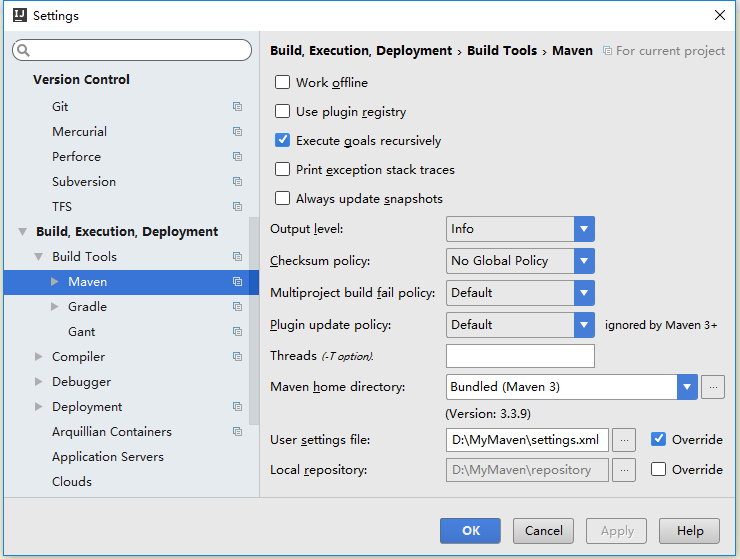 Settings
Version Control
Git
Mercurial
Perforce
Subversion
TFS
Build, Execution, Deployment
Build Tools
Maven
Gradle
Gant
Compiler
Debugger
Deployment
Arquillian Containers
Application Servers
Clouds
Build, Execution, Deployment › Build Tools › Maven For current project
Work offline
Use plugin registry
Execute goals recursively
Print exception stack traces
Always update snapshots
Output level: Info
Checksum policy: No Global Policy
Multiproject build fail policy: Default
Plugin update policy: Default ignored by Maven 3+
Threads (-T option).
Maven home directory: Bundled (Maven 3) ...
(Version: 3.3.9)
User settings file: D:\MyMaven\settings.xml ... Override
Local repository: D:\MyMaven\repository ... Override
OK Cancel Apply Help